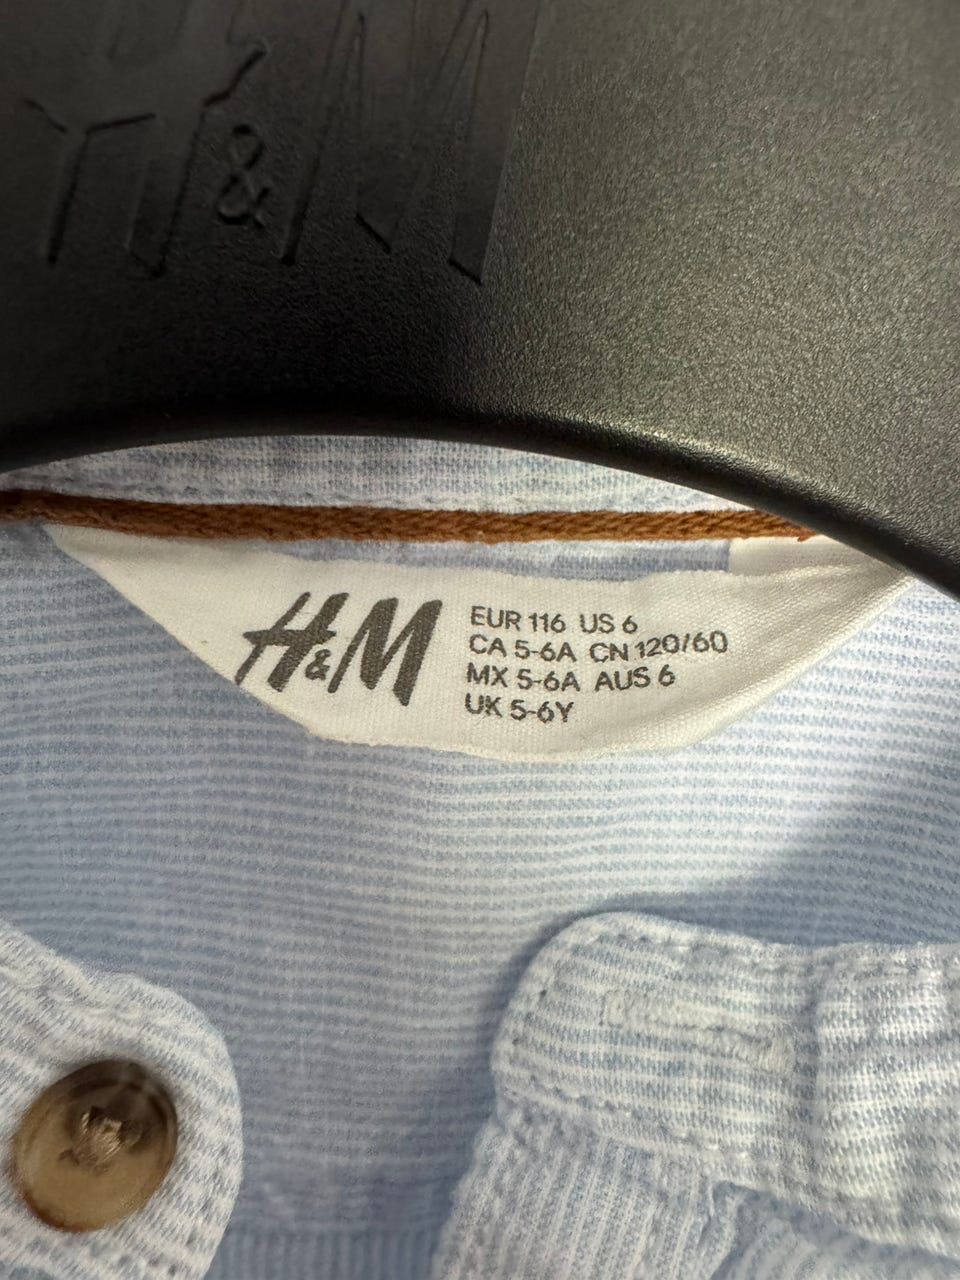 H&M
H&M
EUR 116 US 6
CA 5-6A CN 120/60
MX 5-6A AUS 6
UK 5-6Y